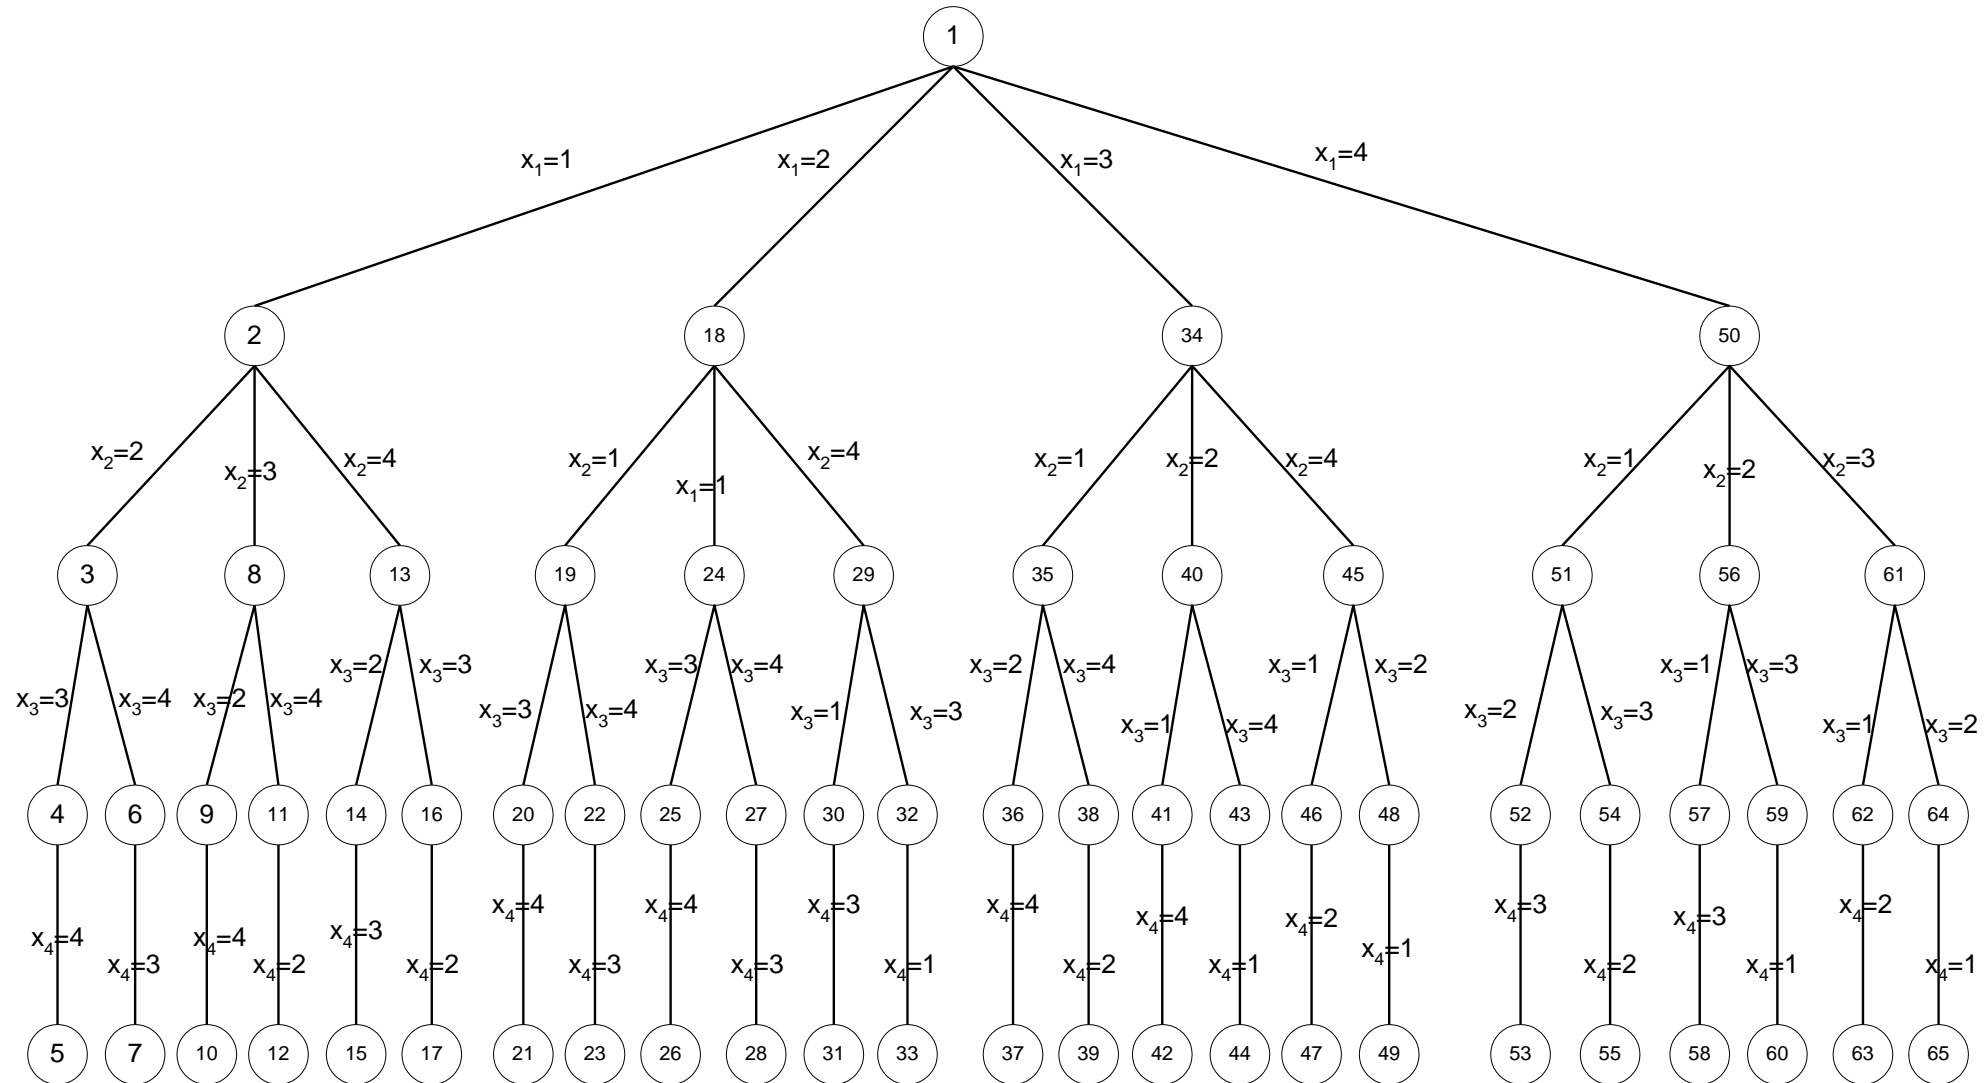 1
x1=1 x1=2 x1=3 x1=4
2 18 34 50
x2=2 x2=3 x2=4 x2=1 x1=1 x2=4 x2=1 x2=2 x2=4 x2=1 x2=2 x2=3
3 8 13 19 24 29 35 40 45 51 56 61
x3=3 x3=4 x3=2 x3=4 x3=2 x3=3 x3=3 x3=4 x3=3 x3=4 x3=1 x3=3 x3=2 x3=4 x3=1 x3=4 x3=1 x3=2 x3=2 x3=3 x3=1 x3=3 x3=1 x3=2
4 6 9 11 14 16 20 22 25 27 30 32 36 38 41 43 46 48 52 54 57 59 62 64
x4=4 x4=3 x4=4 x4=2 x4=3 x4=2 x4=4 x4=3 x4=4 x4=3 x4=3 x4=1 x4=4 x4=2 x4=4 x4=1 x4=2 x4=1 x4=3 x4=2 x4=3 x4=1 x4=2 x4=1
5 7 10 12 15 17 21 23 26 28 31 33 37 39 42 44 47 49 53 55 58 60 63 65